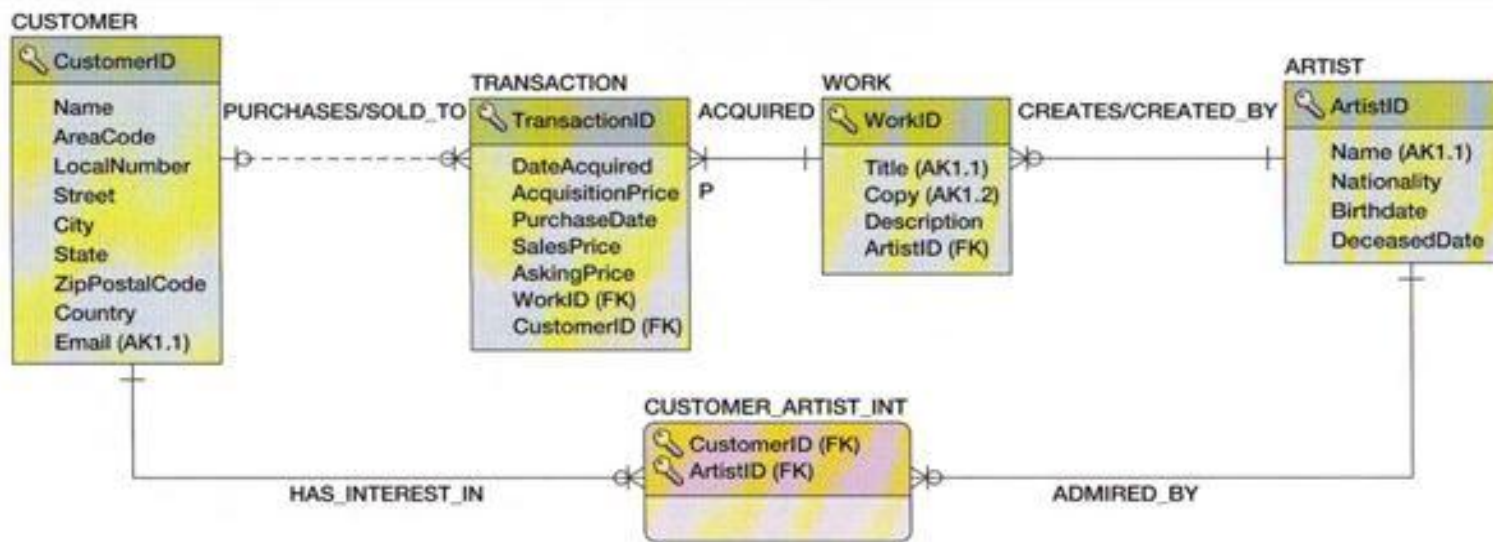 CUSTOMER
CustomerID
Name
AreaCode
LocalNumber
Street
City
State
ZipPostalCode
Country
Email (AK1.1)
PURCHASES/SOLD_TO
TRANSACTION
TransactionID
DateAcquired
AcquisitionPrice
PurchaseDate
SalesPrice
AskingPrice
WorkID (FK)
CustomerID (FK)
ACQUIRED
P
WORK
WorkID
Title (AK1.1)
Copy (AK1.2)
Description
ArtistID (FK)
CREATES/CREATED_BY
ARTIST
ArtistID
Name (AK1.1)
Nationality
Birthdate
DeceasedDate
CUSTOMER_ARTIST_INT
CustomerID (FK)
ArtistID (FK)
HAS_INTEREST_IN
ADMIRED_BY